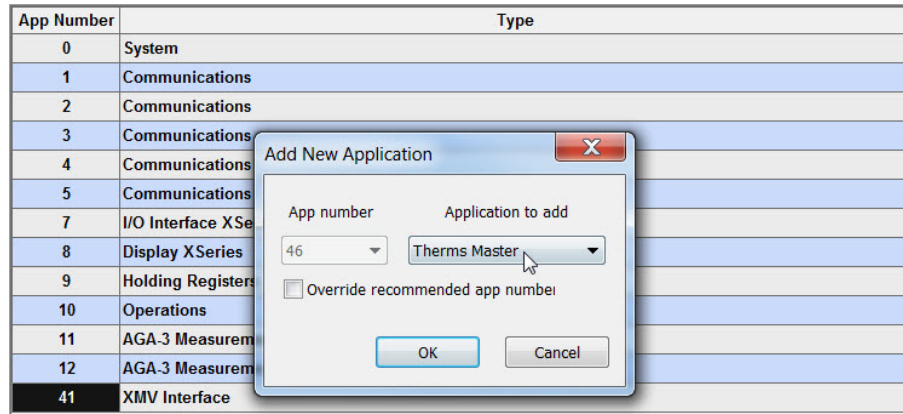 App Number Type
0 System
1 Communications
2 Communications
3 Communications
4 Communications
5 Communications
7 I/O Interface XSe
8 Display XSeries
9 Holding Registers
10 Operations
11 AGA-3 Measurem
12 AGA-3 Measurem
41 XMV Interface
Add New Application
App number Application to add
46 Therms Master
Override recommended app number
OK Cancel